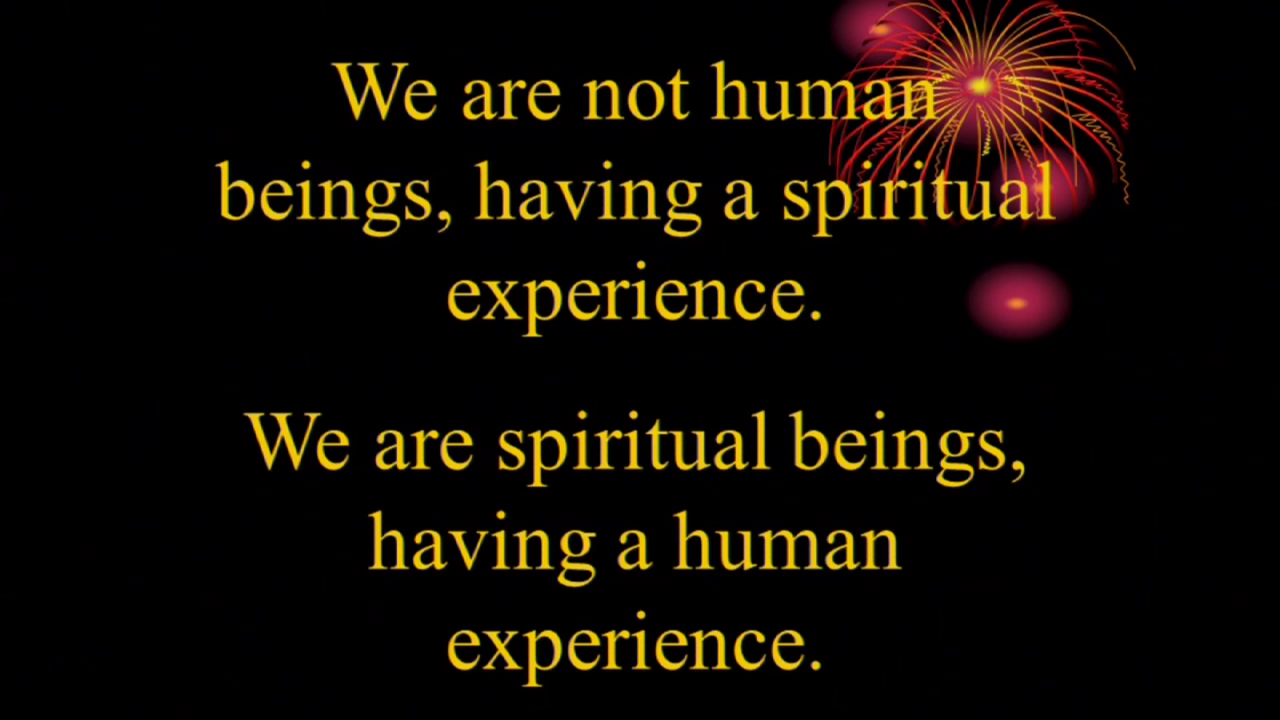 We are not human
beings, having a spiritual
experience.
We are spiritual beings,
having a human
experience.